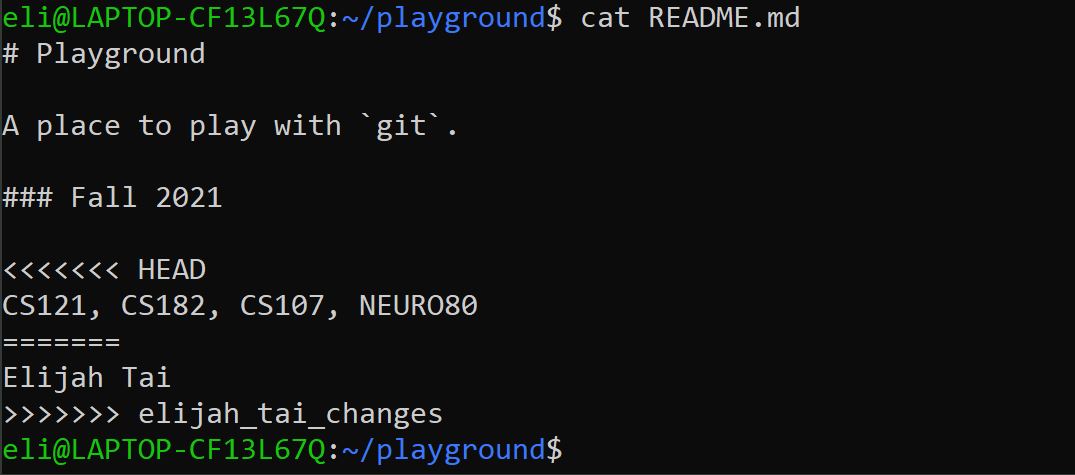 eli@LAPTOP-CF13L67Q:~/playground$ cat README.md
# Playground
A place to play with `git`.
### Fall 2021
<<<<<<< HEAD
CS121, CS182, CS107, NEURO80
=======
Elijah Tai
>>>>>>> elijah_tai_changes
eli@LAPTOP-CF13L67Q:~/playground$